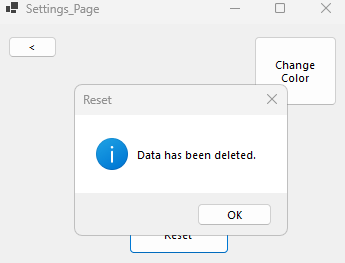 Settings_Page
<
Change
Color
Reset
Data has been deleted.
OK
Reset